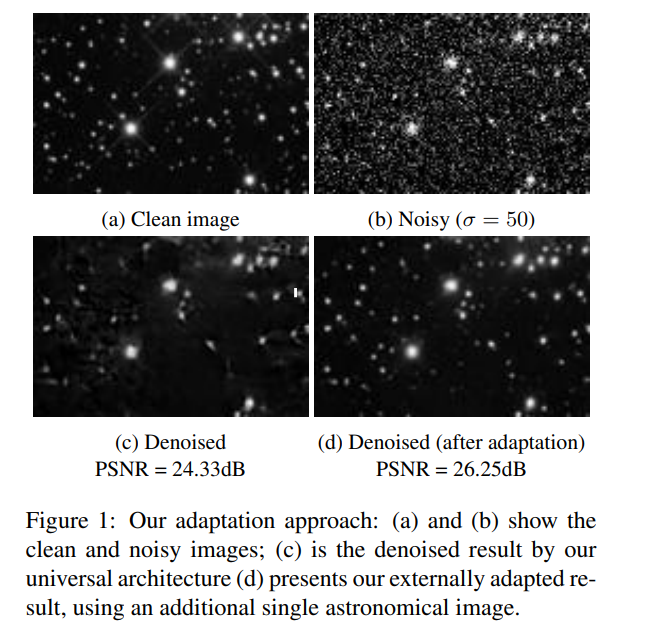 (a) Clean image
(b) Noisy (σ = 50)
(c) Denoised
PSNR = 24.33dB
(d) Denoised (after adaptation)
PSNR = 26.25dB
Figure 1: Our adaptation approach: (a) and (b) show the
clean and noisy images; (c) is the denoised result by our
universal architecture (d) presents our externally adapted re-
sult, using an additional single astronomical image.